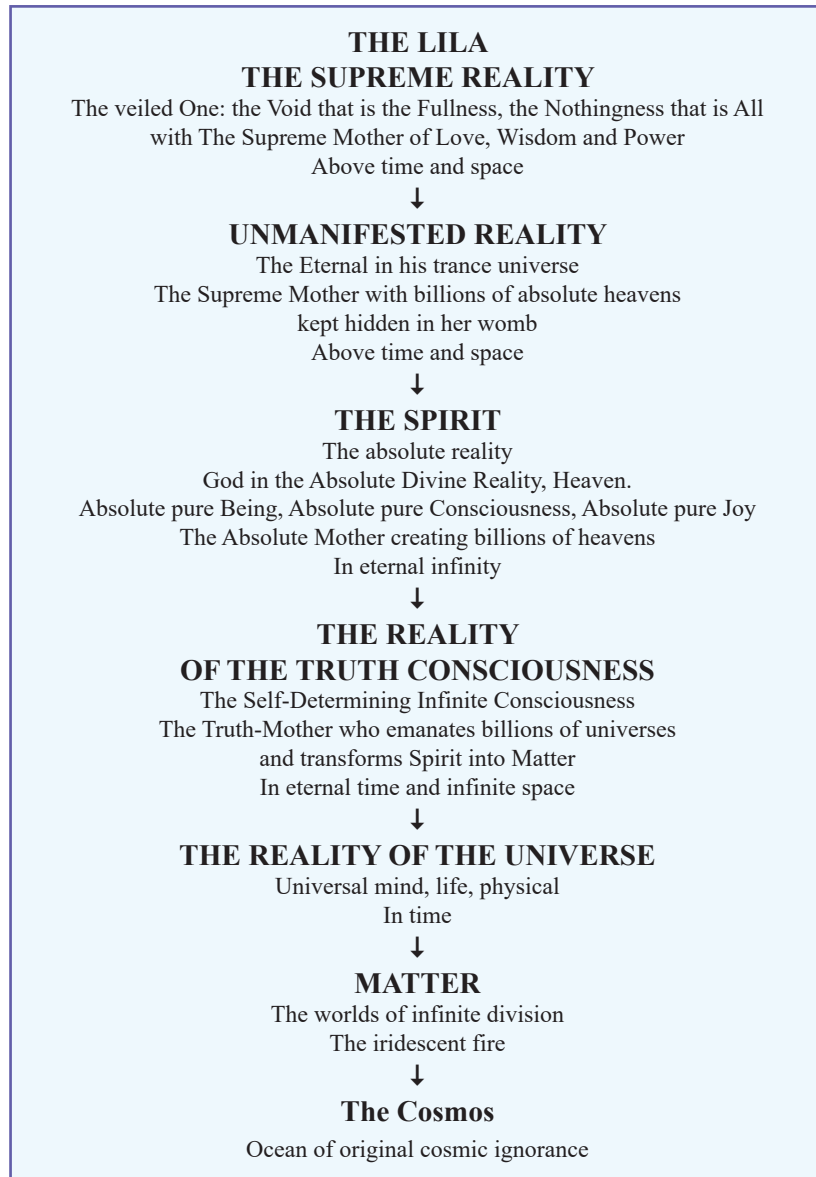 THE LILA
THE SUPREME REALITY
The veiled One: the Void that is the Fullness, the Nothingness that is All
with The Supreme Mother of Love, Wisdom and Power
Above time and space
↓
UNMANIFESTED REALITY
The Eternal in his trance universe
The Supreme Mother with billions of absolute heavens
kept hidden in her womb
Above time and space
↓
THE SPIRIT
The absolute reality
God in the Absolute Divine Reality, Heaven.
Absolute pure Being, Absolute pure Consciousness, Absolute pure Joy
The Absolute Mother creating billions of heavens
In eternal infinity
↓
THE REALITY
OF THE TRUTH CONSCIOUSNESS
The Self-Determining Infinite Consciousness
The Truth-Mother who emanates billions of universes
and transforms Spirit into Matter
In eternal time and infinite space
↓
THE REALITY OF THE UNIVERSE
Universal mind, life, physical
In time
↓
MATTER
The worlds of infinite division
The iridescent fire
↓
The Cosmos
Ocean of original cosmic ignorance